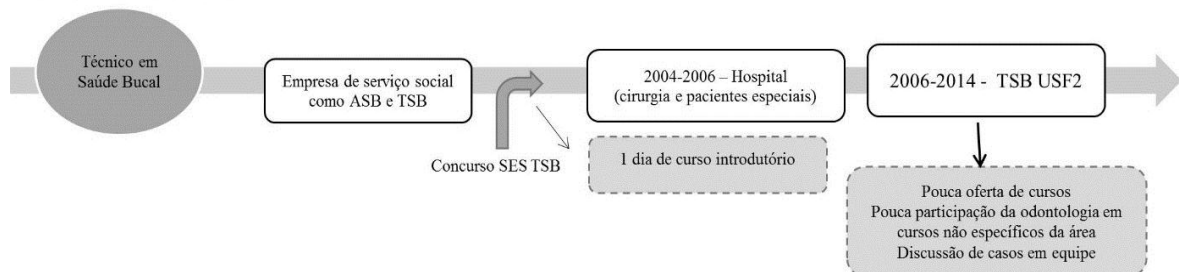 Técnico em
Saúde Bucal
Empresa de serviço social
como ASB e TSB
Concurso SES TSB
2004-2006 – Hospital
(cirurgia e pacientes especiais)
1 dia de curso introdutório
2006-2014 - TSB USF2
Pouca oferta de cursos
Pouca participação da odontologia em
cursos não específicos da área
Discussão de casos em equipe